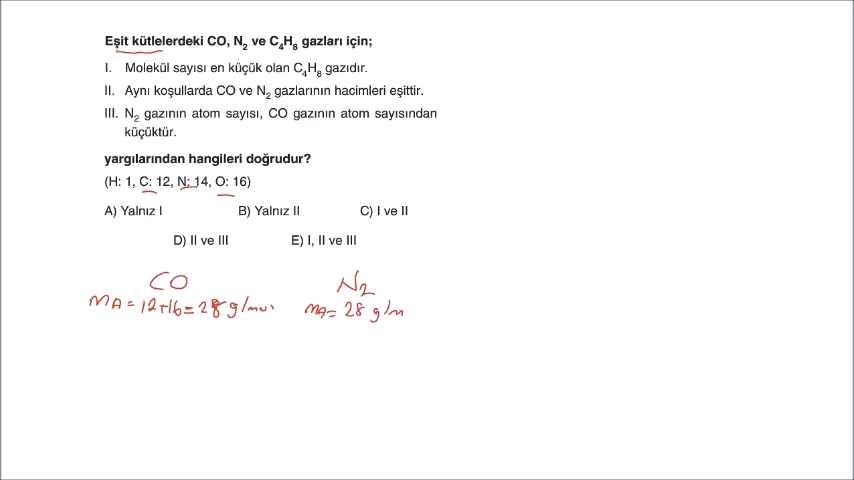 Eşit kütlelerdeki CO, N₂ ve C₄H₈ gazları için;
I. Molekül sayısı en küçük olan C₄H₈ gazıdır.
II. Aynı koşullarda CO ve N₂ gazlarının hacimleri eşittir.
III. N₂ gazının atom sayısı, CO gazının atom sayısından
küçüktür.
yargılarından hangileri doğrudur?
(H: 1, C: 12, N: 14, O: 16)
A) Yalnız I B) Yalnız II C) I ve II
D) II ve III E) I, II ve III
CO N₂
MA = 12+16 = 28 g/mol MA = 28 g/m